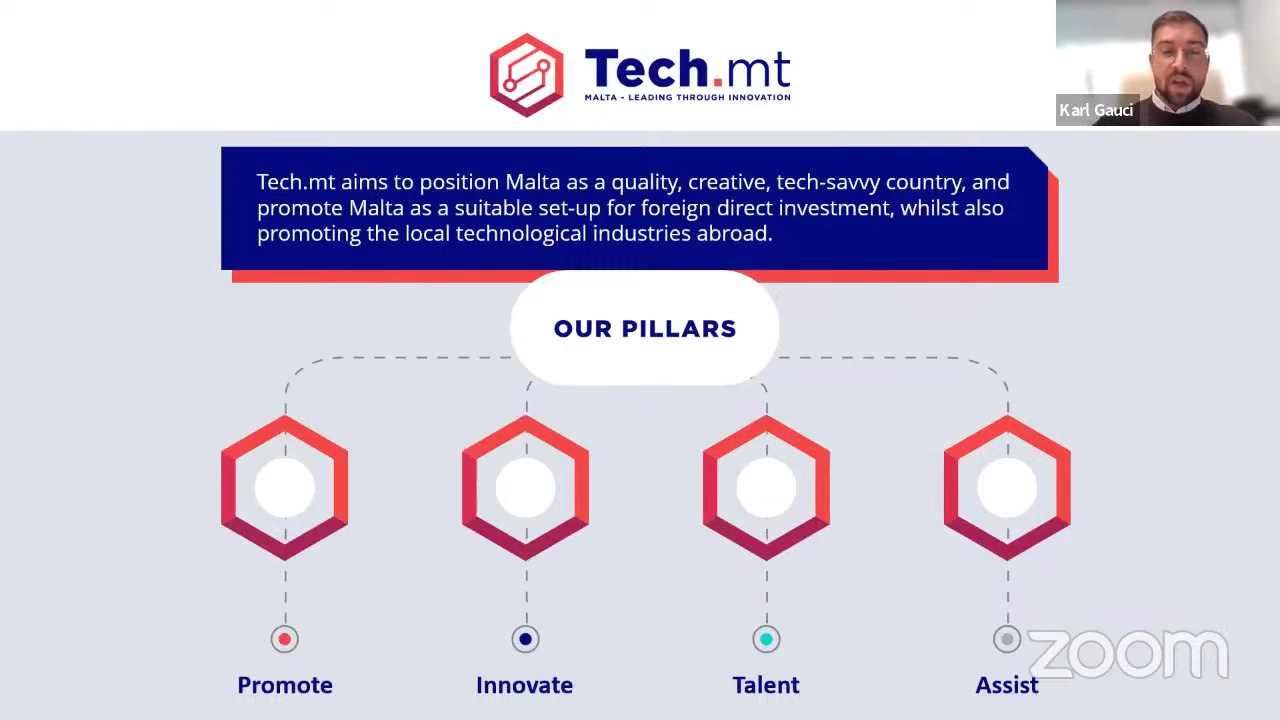 Tech.mt
MALTA - LEADING THROUGH INNOVATION
Karl Gauci
Tech.mt aims to position Malta as a quality, creative, tech-savvy country, and
promote Malta as a suitable set-up for foreign direct investment, whilst also
promoting the local technological industries abroad.
OUR PILLARS
Promote
Innovate
Talent
Assist
zoom